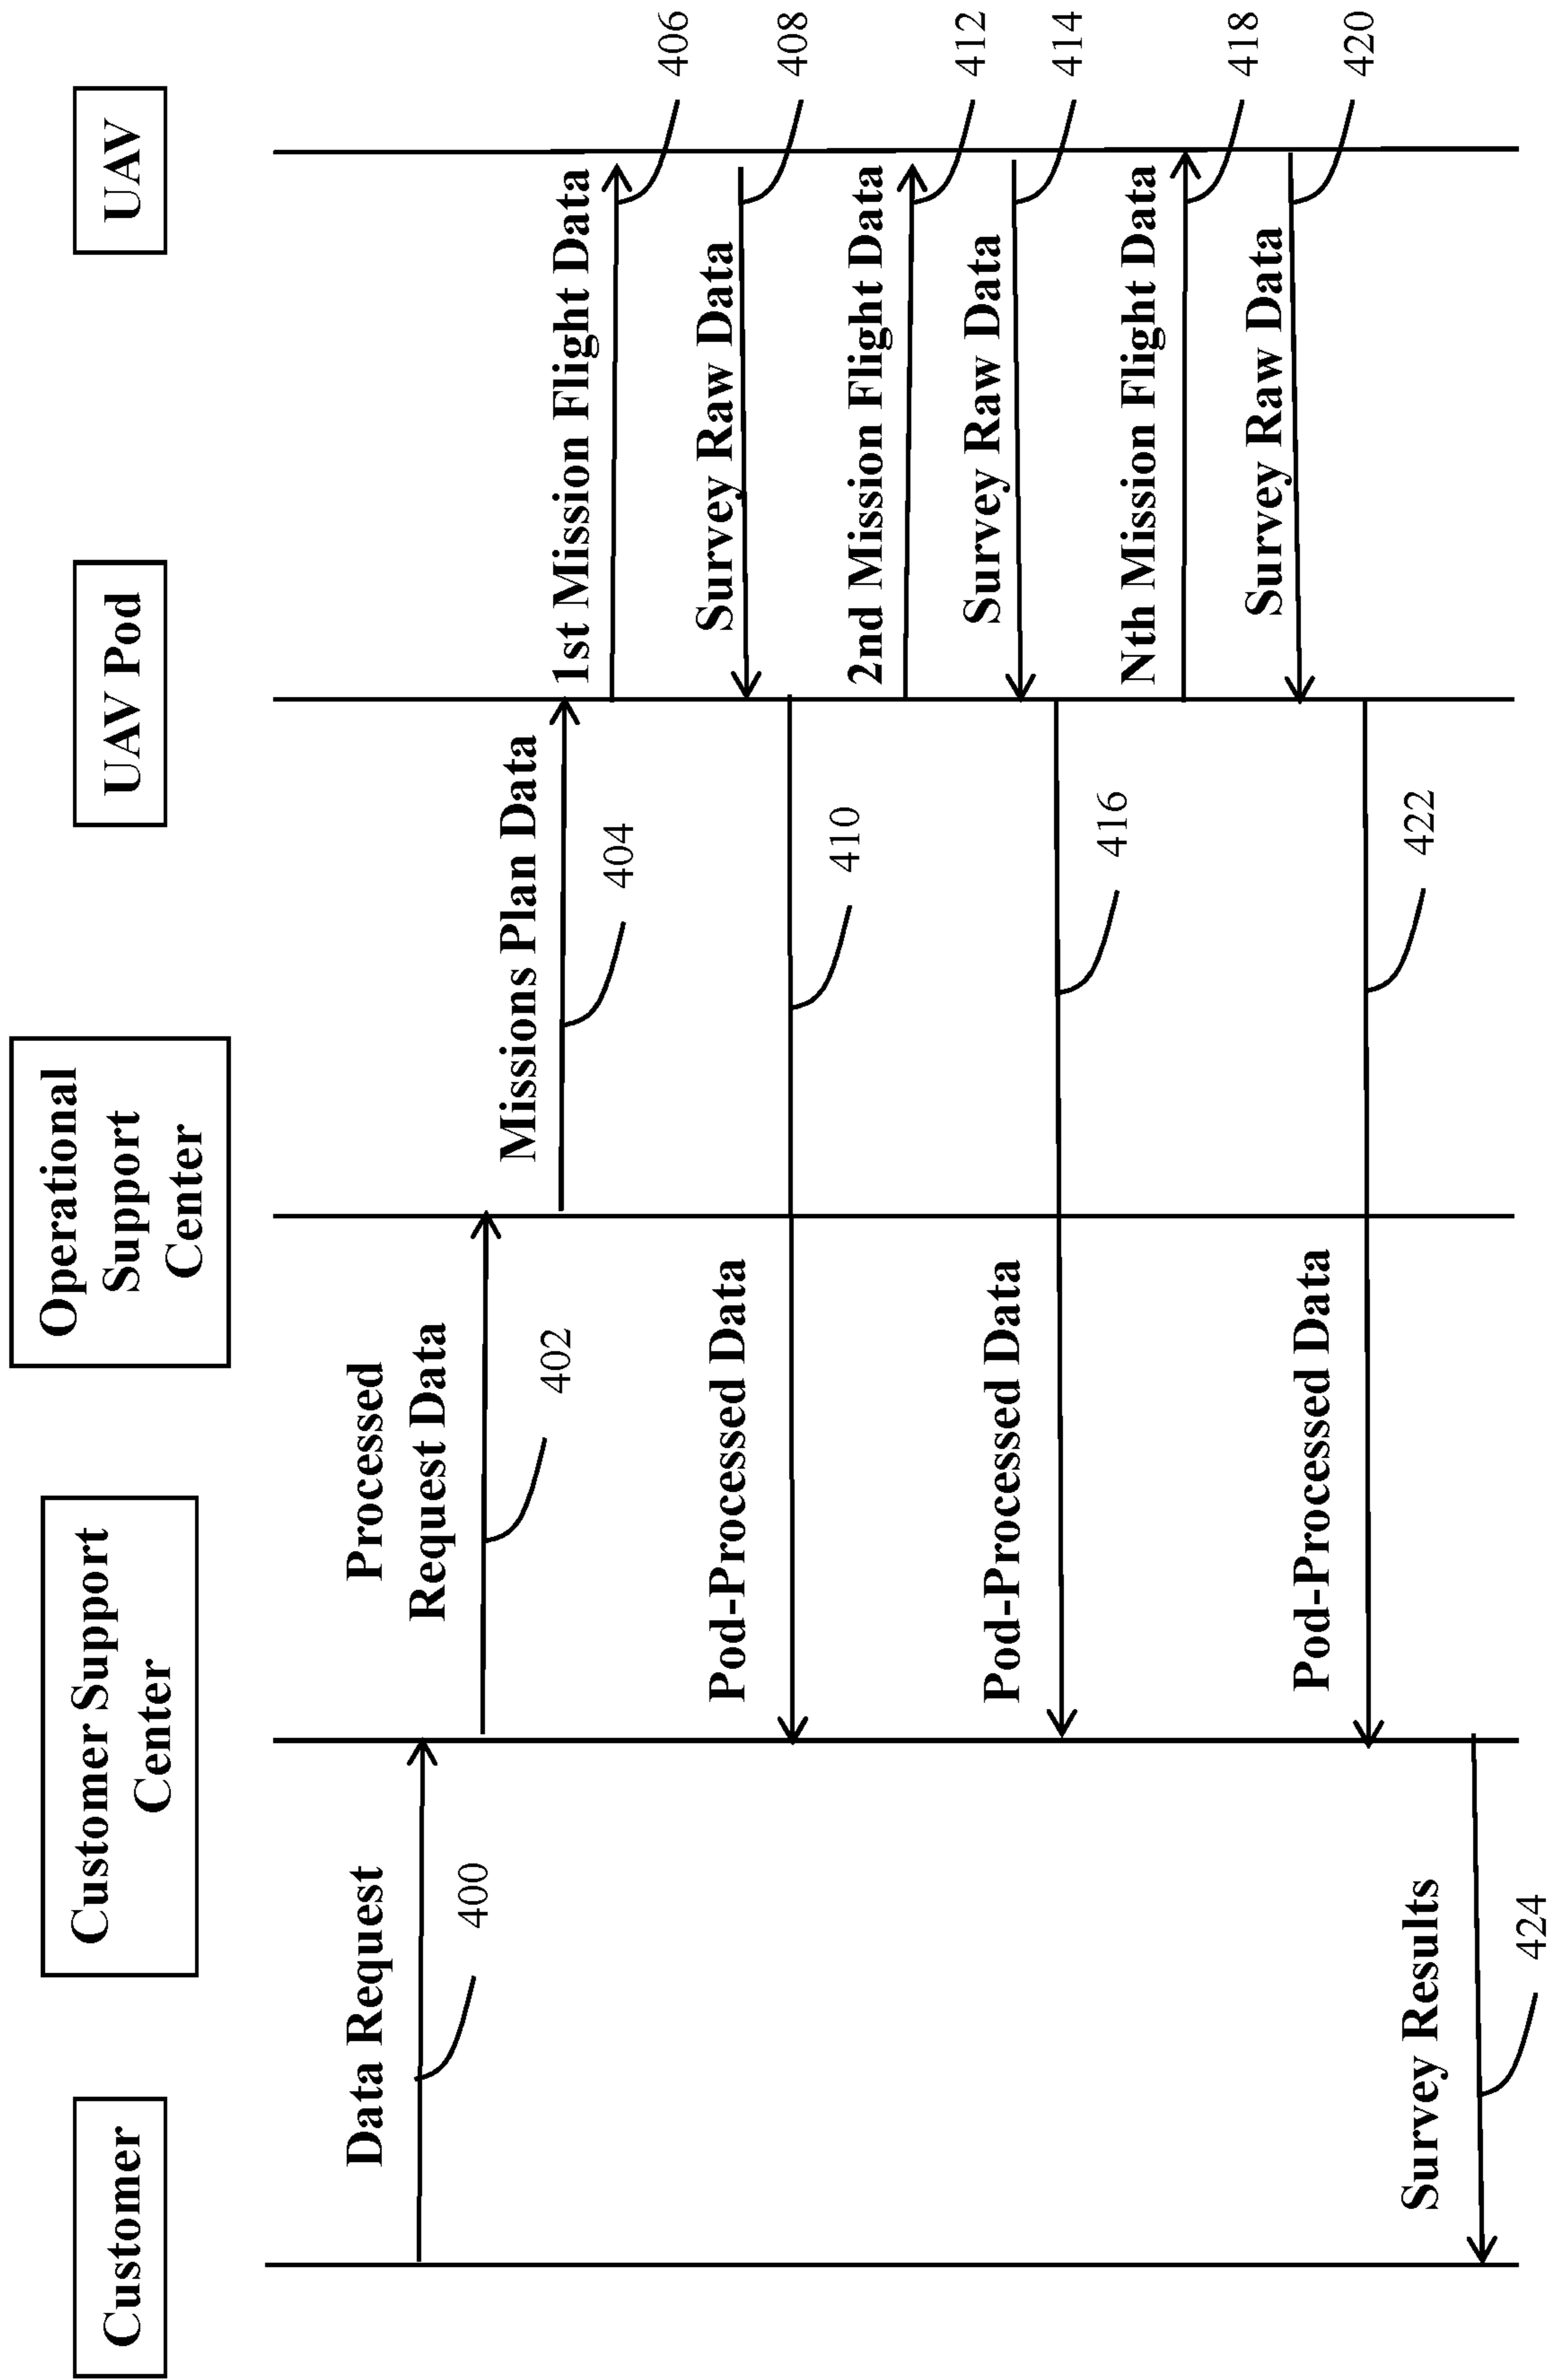 Customer
Customer Support
Center
Operational
Support
Center
UAV Pod
UAV
Data Request
400
Processed
Request Data
402
Missions Plan Data
404
1st Mission Flight Data
406
Survey Raw Data
408
Pod-Processed Data
410
2nd Mission Flight Data
412
Survey Raw Data
414
Pod-Processed Data
416
Nth Mission Flight Data
418
Survey Raw Data
420
Pod-Processed Data
422
Survey Results
424